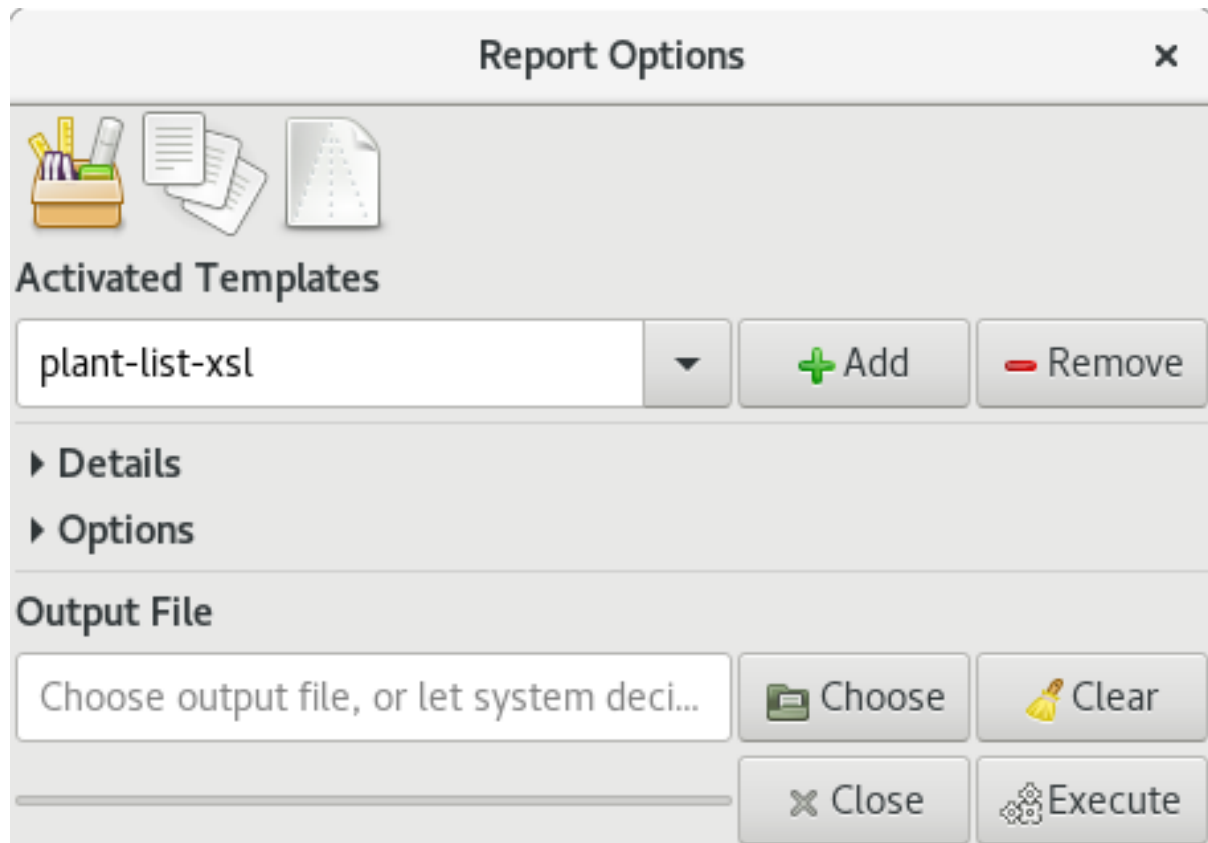 Report Options
Activated Templates
plant-list-xsl
Add
Remove
Details
Options
Output File
Choose output file, or let system deci...
Choose
Clear
Close
Execute